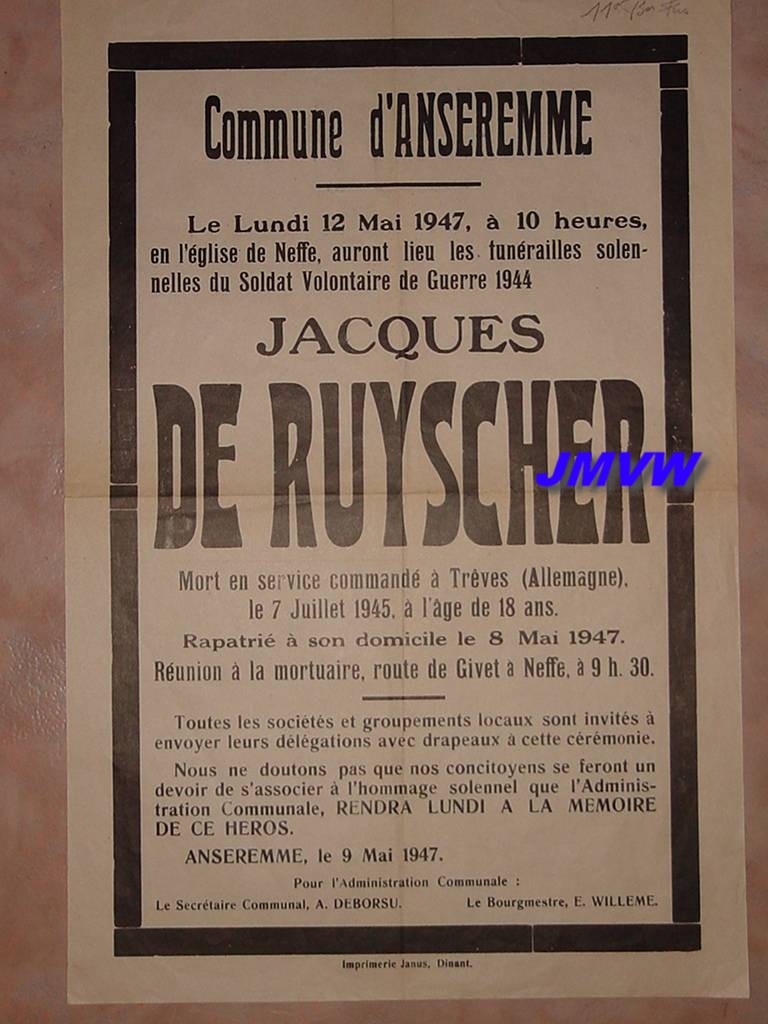 Commune d'ANSEREMME
Le Lundi 12 Mai 1947, à 10 heures,
en l'église de Neffe, auront lieu les funérailles solen-
nelles du Soldat Volontaire de Guerre 1944
JACQUES
DE RUYSCHER
JMVW
Mort en service commandé à Trêves (Allemagne),
le 7 Juillet 1945, à l'âge de 18 ans.
Rapatrié à son domicile le 8 Mai 1947.
Réunion à la mortuaire, route de Givet à Neffe, à 9 h. 30.
Toutes les sociétés et groupements locaux sont invités à
envoyer leurs délégations avec drapeaux à cette cérémonie.
Nous ne doutons pas que nos concitoyens se feront un
devoir de s'associer à l'hommage solennel que l'Adminis-
tration Communale, RENDRA LUNDI A LA MEMOIRE
DE CE HEROS.
ANSEREMME, le 9 Mai 1947.
Pour l'Administration Communale :
Le Secrétaire Communal, A. DEBORSU. Le Bourgmestre, E. WILLEME.
Imprimerie Janus, Dinant.